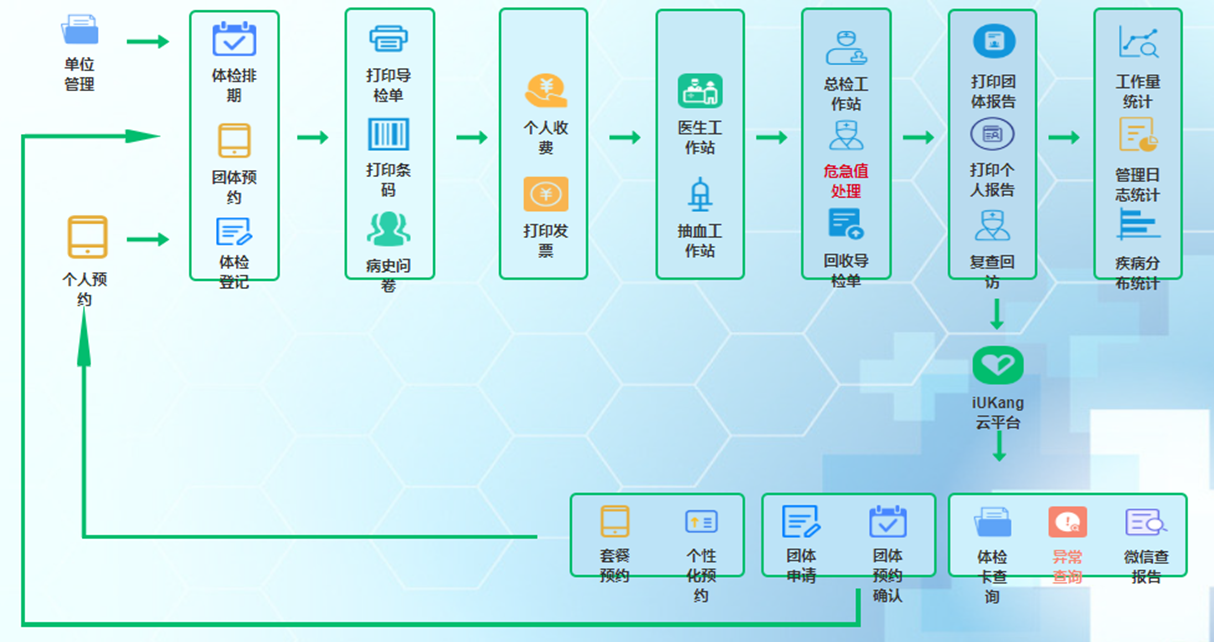 单位
管理
个人预
约
体检排
期
团体预
约
体检
登记
打印导
检单
打印条
码
病史问
卷
个人收
费
打印发
票
医生工
作站
抽血工
作站
总检工
作站
危急值
处理
回收导
检单
打印团
体报告
打印个
人报告
复查回
访
工作量
统计
管理日
志统计
疾病分
布统计
iUKang
云平台
套餐
预约
个性
化预
约
团体
申请
团体
预约
确认
体检
卡查
询
异常
查询
微信查
报告